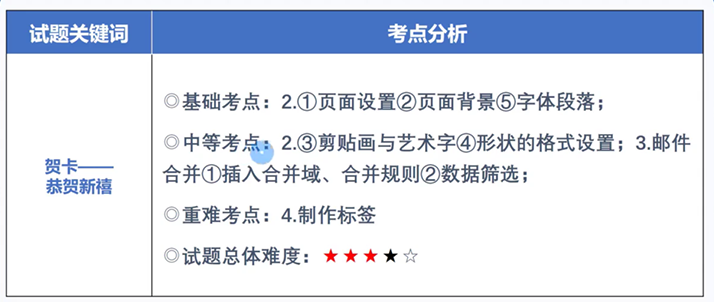 试题关键词
考点分析
贺卡——
恭贺新禧
◎基础考点：2.①页面设置②页面背景⑤字体段落；
◎中等考点：2.③剪贴画与艺术字④形状的格式设置；3.邮件
合并①插入合并域、合并规则②数据筛选；
◎重难考点：4.制作标签
◎试题总体难度：★★★★☆